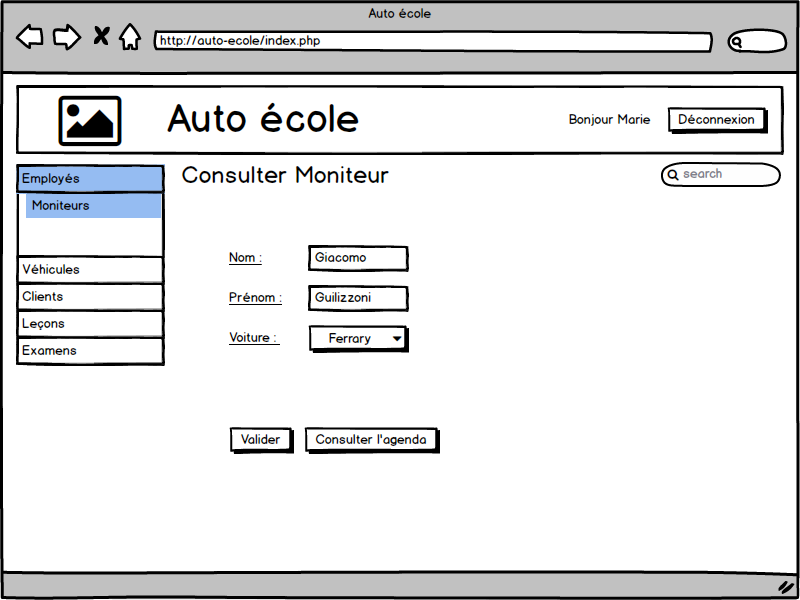 Auto école
http://auto-ecole/index.php
Auto école
Bonjour Marie
Déconnexion
Employés
Moniteurs
Véhicules
Clients
Leçons
Examens
Consulter Moniteur
search
Nom :
Giacomo
Prénom :
Guilizzoni
Voiture :
Ferrary
Valider
Consulter l'agenda